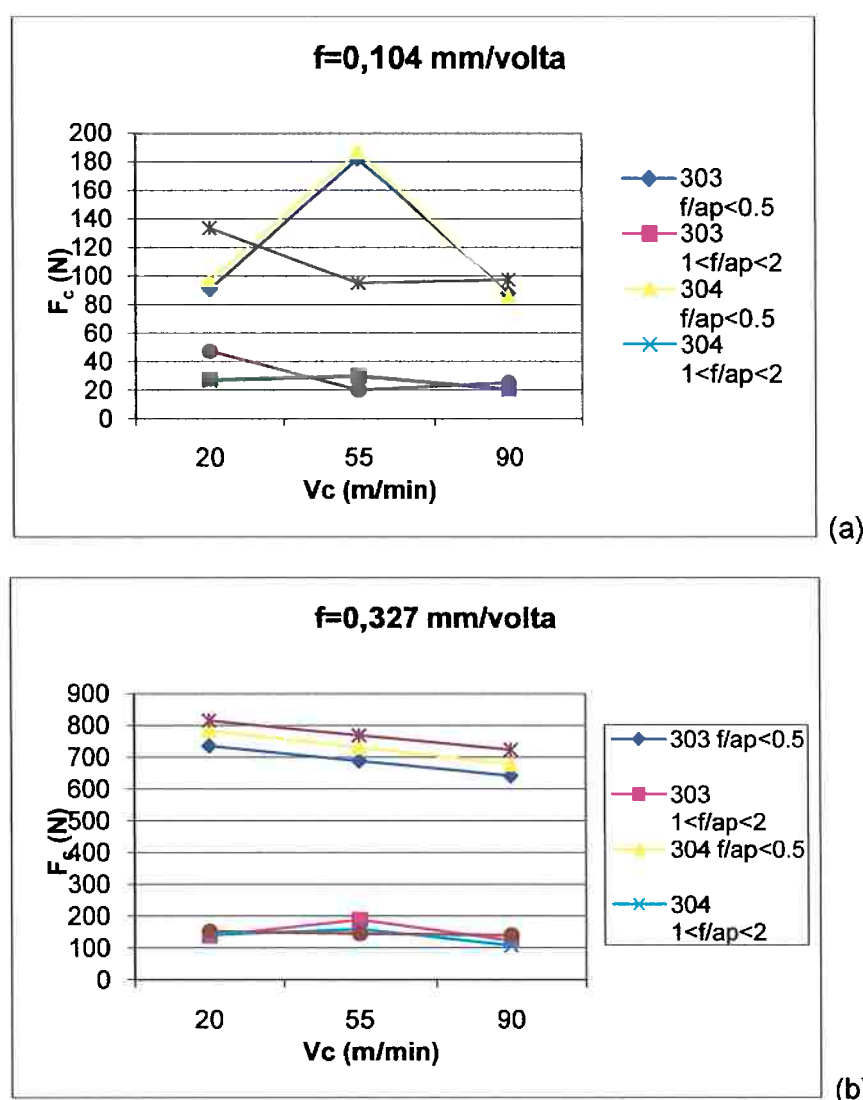 f=0,104 mm/volta
200
180
160
140
120
100
80
60
40
20
0
Fc (N)
20 55 90
Vc (m/min)
303
f/ap<0.5
303
1<f/ap<2
304
f/ap<0.5
304
1<f/ap<2
(a)
f=0,327 mm/volta
900
800
700
600
500
400
300
200
100
0
Fc (N)
20 55 90
Vc (m/min)
303 f/ap<0.5
303
1<f/ap<2
304 f/ap<0.5
304
1<f/ap<2
(b)